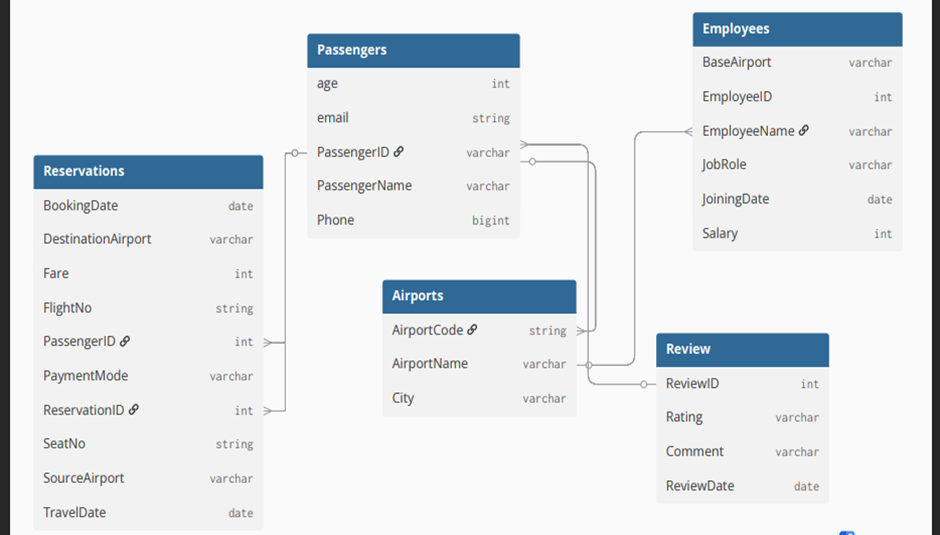 Passengers
age int
email string
PassengerID varchar
PassengerName varchar
Phone bigint
Employees
BaseAirport varchar
EmployeeID int
EmployeeName varchar
JobRole varchar
JoiningDate date
Salary int
Reservations
BookingDate date
DestinationAirport varchar
Fare int
FlightNo string
PassengerID int
PaymentMode varchar
ReservationID int
SeatNo string
SourceAirport varchar
TravelDate date
Airports
AirportCode string
AirportName varchar
City varchar
Review
ReviewID int
Rating varchar
Comment varchar
ReviewDate date